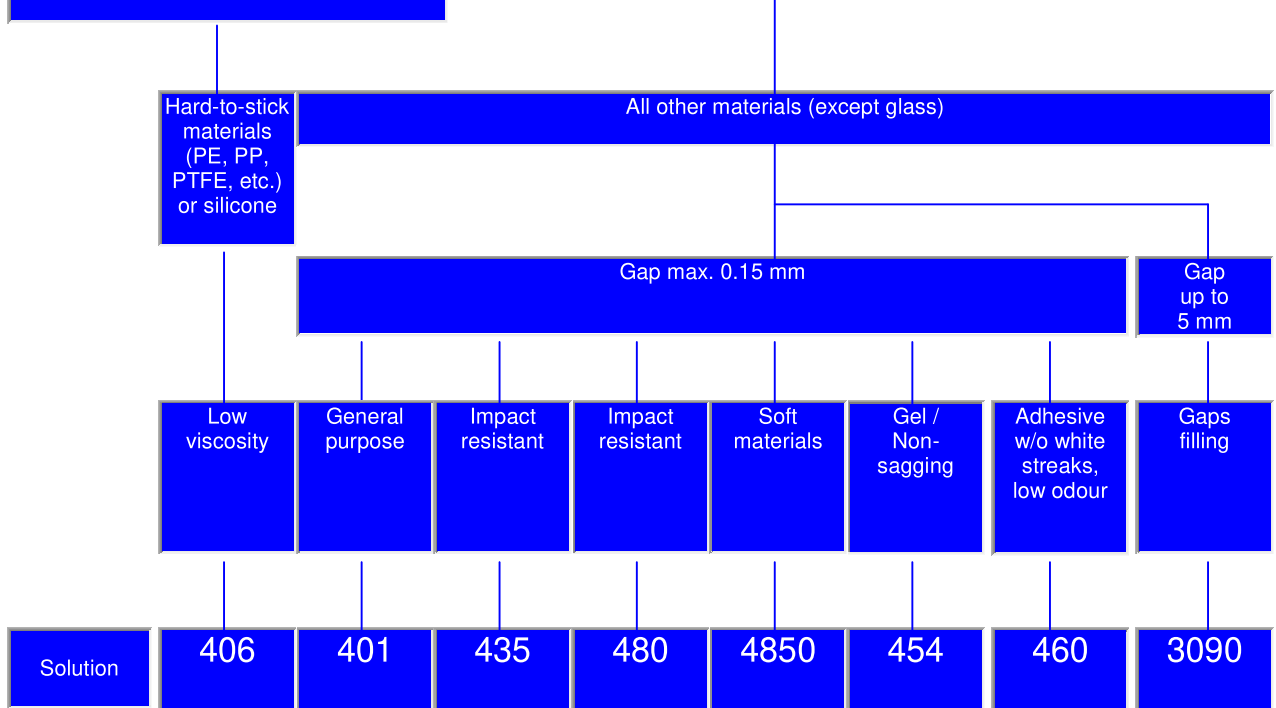 Hard-to-stick
materials
(PE, PP,
PTFE, etc.)
or silicone
All other materials (except glass)
Gap max. 0.15 mm
Gap
up to
5 mm
Low
viscosity
General
purpose
Impact
resistant
Impact
resistant
Soft
materials
Gel /
Non-
sagging
Adhesive
w/o white
streaks,
low odour
Gaps
filling
Solution
406
401
435
480
4850
454
460
3090